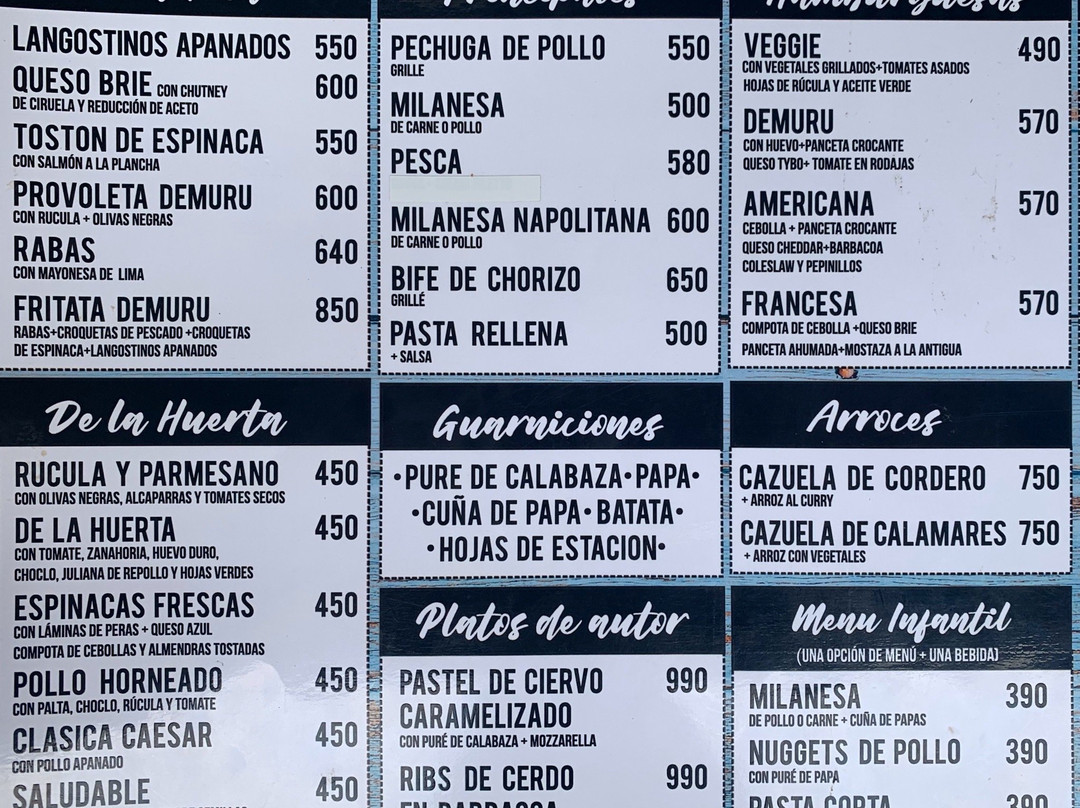 LANGOSTINOS APANADOS 550
QUESO BRIE CON CHUTNEY 600
DE CIRUELA Y REDUCCIÓN DE ACETO
TOSTON DE ESPINACA 550
CON SALMÓN A LA PLANCHA
PROVOLETA DEMURU 600
CON RUCULA + OLIVAS NEGRAS
RABAS 640
CON MAYONESA DE LIMA
FRITATA DEMURU 850
RABAS+CROQUETAS DE PESCADO +CROQUETAS
DE ESPINACA+LANGOSTINOS APANADOS
De la Huerta
RUCULA Y PARMESANO 450
CON OLIVAS NEGRAS, ALCAPARRAS Y TOMATES SECOS
DE LA HUERTA 450
CON TOMATE, ZANAHORIA, HUEVO DURO,
CHOCLO, JULIANA DE REPOLLO Y HOJAS VERDES
ESPINACAS FRESCAS 450
CON LÁMINAS DE PERAS + QUESO AZUL
COMPOTA DE CEBOLLAS Y ALMENDRAS TOSTADAS
POLLO HORNEADO 450
CON PALTA, CHOCLO, RÚCULA Y TOMATE
CLASICA CAESAR 450
CON POLLO APANADO
SALUDABLE 450
Principales
PECHUGA DE POLLO 550
GRILLE
MILANESA 500
DE CARNE O POLLO
PESCA 580
MILANESA NAPOLITANA 600
DE CARNE O POLLO
BIFE DE CHORIZO 650
GRILLÉ
PASTA RELLENA 500
+ SALSA
Guarniciones
•PURE DE CALABAZA•PAPA•
•CUÑA DE PAPA•BATATA•
•HOJAS DE ESTACION•
Platos de autor
PASTEL DE CIERVO 990
CARAMELIZADO
CON PURÉ DE CALABAZA + MOZZARELLA
RIBS DE CERDO 990
EN BARBACOA
Hamburguesas
VEGGIE 490
CON VEGETALES GRILLADOS+TOMATES ASADOS
HOJAS DE RÚCULA Y ACEITE VERDE
DEMURU 570
CON HUEVO+PANCETA CROCANTE
QUESO TYBO+ TOMATE EN RODAJAS
AMERICANA 570
CEBOLLA + PANCETA CROCANTE
QUESO CHEDDAR+BARBACOA
COLESLAW Y PEPINILLOS
FRANCESA 570
COMPOTA DE CEBOLLA +QUESO BRIE
PANCETA AHUMADA+MOSTAZA A LA ANTIGUA
Arroces
CAZUELA DE CORDERO 750
+ ARROZ AL CURRY
CAZUELA DE CALAMARES 750
+ ARROZ CON VEGETALES
Menu Infantil
(UNA OPCIÓN DE MENÚ + UNA BEBIDA)
MILANESA 390
DE POLLO O CARNE + CUÑA DE PAPAS
NUGGETS DE POLLO 390
CON PURÉ DE PAPA
PASTA CORTA 390